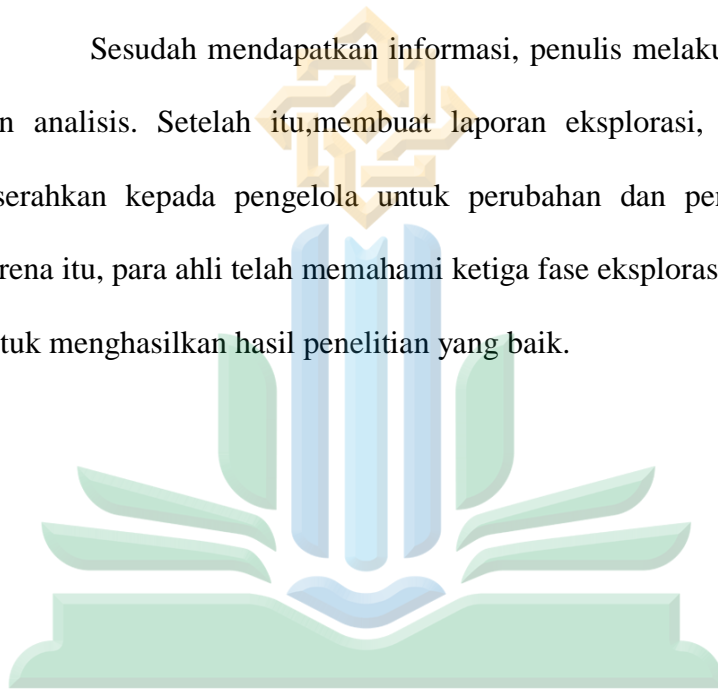 Sesudah mendapatkan informasi, penulis melaku
n analisis. Setelah itu,membuat laporan eksplorasi,
serahkan kepada pengelola untuk perubahan dan per
rena itu, para ahli telah memahami ketiga fase eksploras
tuk menghasilkan hasil penelitian yang baik.